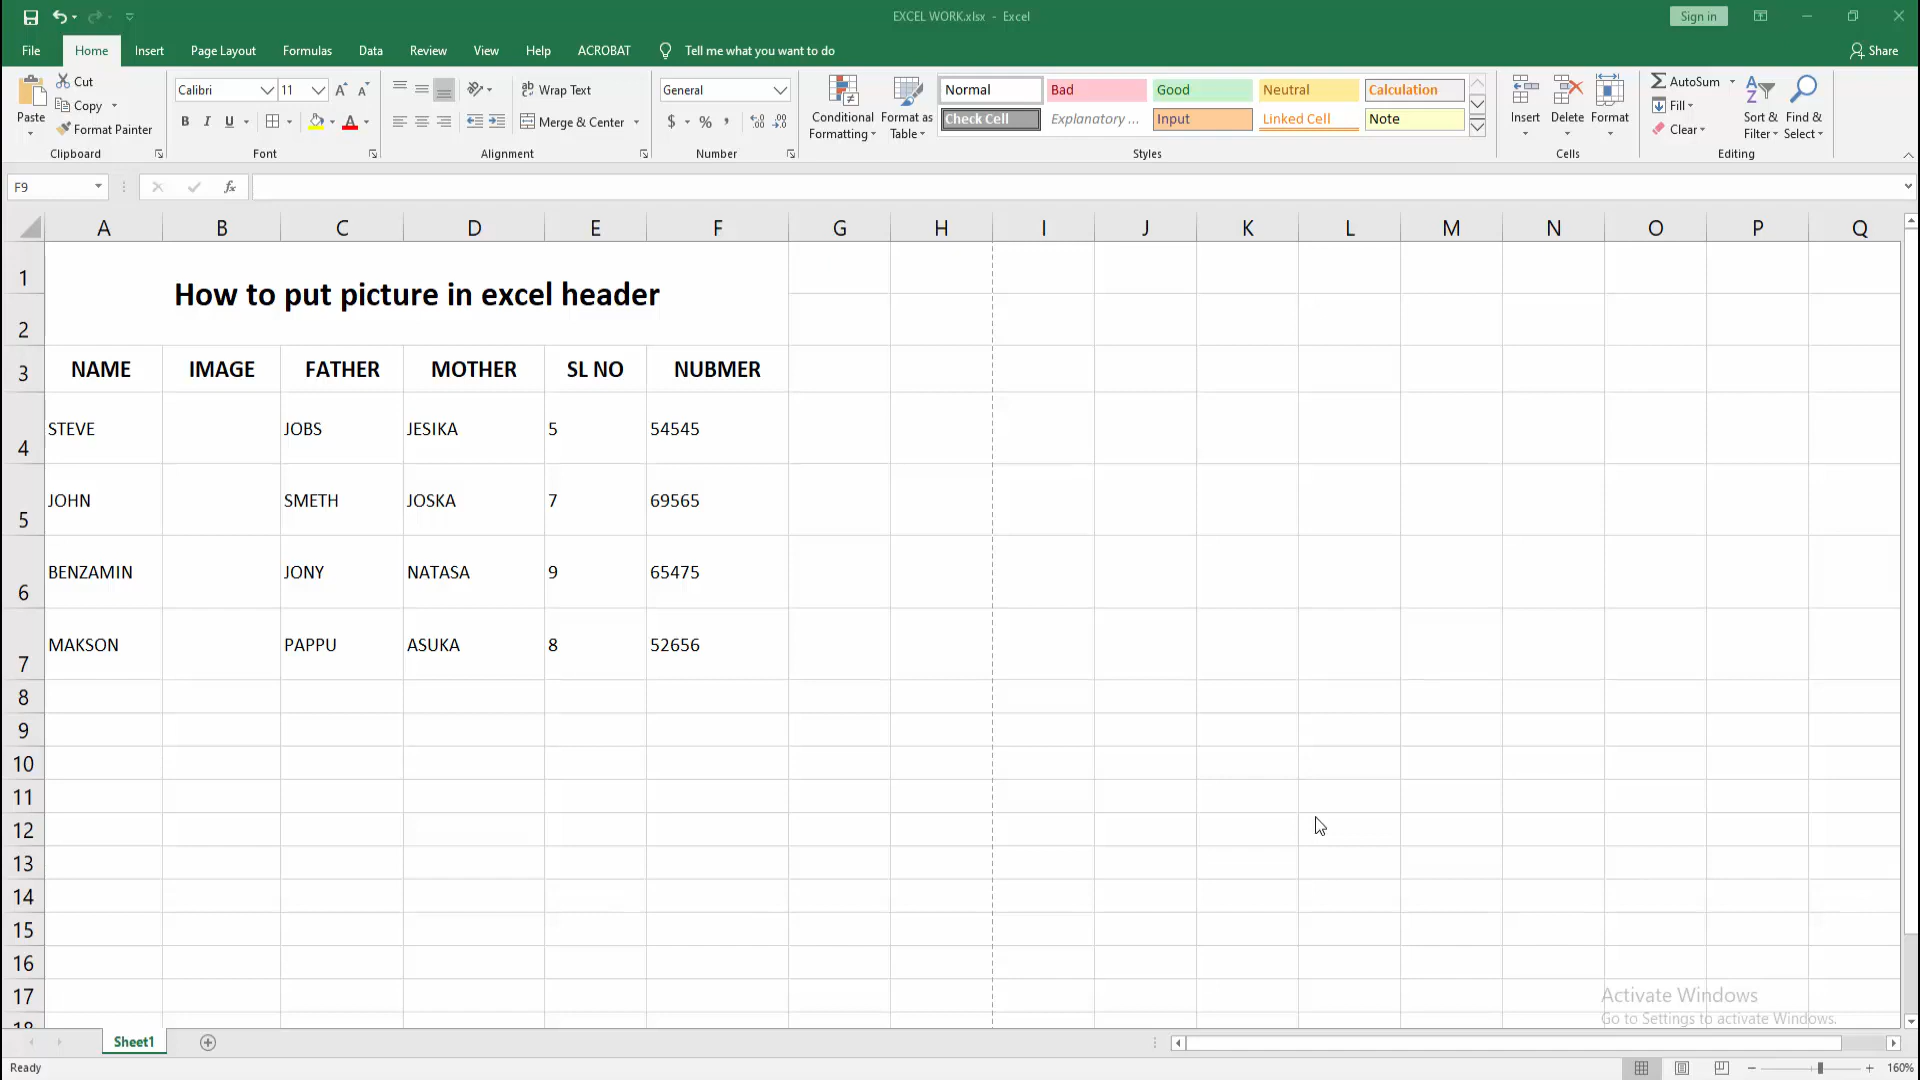 EXCEL WORK.xlsx - Excel
Sign in
File Home Insert Page Layout Formulas Data Review View Help ACROBAT Tell me what you want to do Share
Paste
Cut
Copy
Format Painter
Clipboard
Calibri 11
B I U A
Font
Wrap Text
Merge & Center
Alignment
General
$ % ,
Number
Conditional Formatting
Format as Table
Normal Bad Good Neutral Calculation
Check Cell Explanatory ... Input Linked Cell Note
Styles
Insert Delete Format
Cells
AutoSum
Fill
Clear
Sort & Filter
Find & Select
Editing
F9 fx
A B C D E F G H I J K L M N O P Q
1
How to put picture in excel header
2
3 NAME IMAGE FATHER MOTHER SL NO NUBMER
4 STEVE JOBS JESIKA 5 54545
5 JOHN SMETH JOSKA 7 69565
6 BENZAMIN JONY NATASA 9 65475
7 MAKSON PAPPU ASUKA 8 52656
8
9
10
11
12
13
14
15
16
17
18
Activate Windows
Go to Settings to activate Windows.
Sheet1
Ready 160%